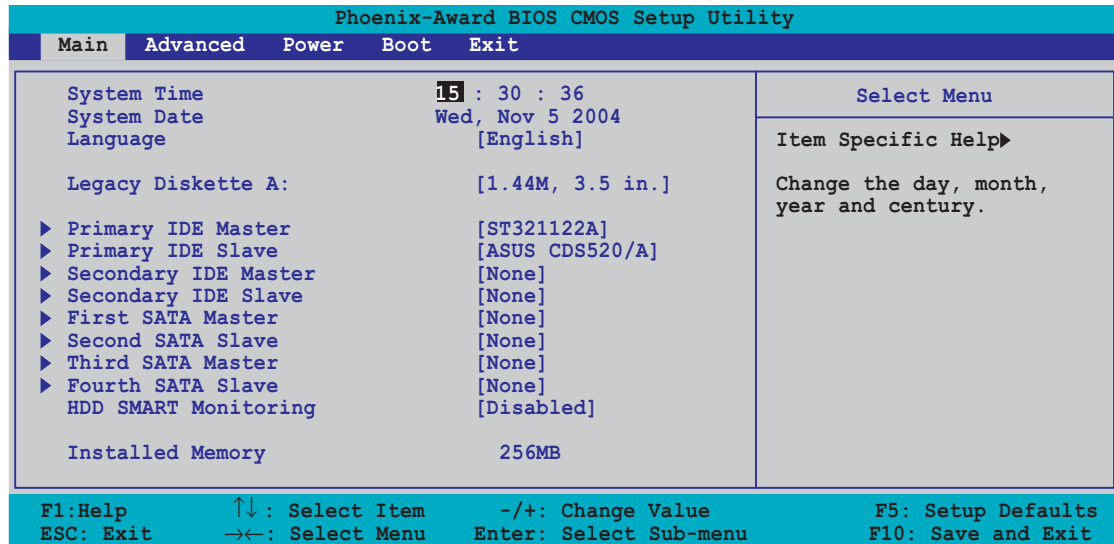 Phoenix-Award BIOS CMOS Setup Utility
Main Advanced Power Boot Exit
System Time 15 : 30 : 36
System Date Wed, Nov 5 2004
Language [English]
Legacy Diskette A: [1.44M, 3.5 in.]
Primary IDE Master [ST321122A]
Primary IDE Slave [ASUS CDS520/A]
Secondary IDE Master [None]
Secondary IDE Slave [None]
First SATA Master [None]
Second SATA Slave [None]
Third SATA Master [None]
Fourth SATA Slave [None]
HDD SMART Monitoring [Disabled]
Installed Memory 256MB
Select Menu
Item Specific Help
Change the day, month,
year and century.
F1:Help ↑↓: Select Item -/+: Change Value F5: Setup Defaults
ESC: Exit →←: Select Menu Enter: Select Sub-menu F10: Save and Exit